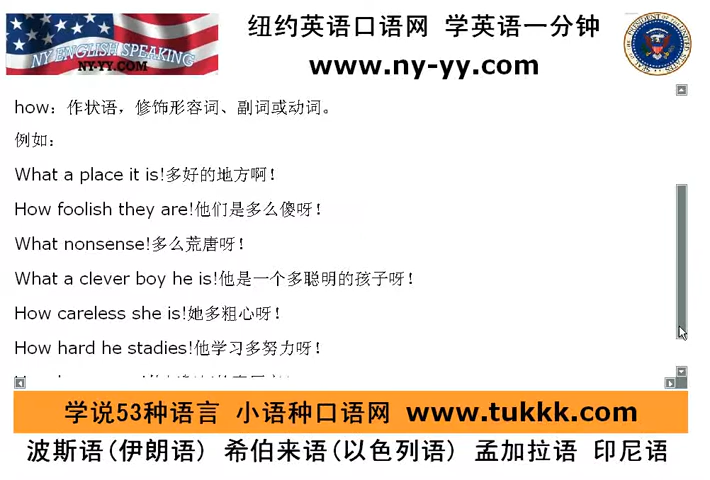 纽约英语口语网 学英语一分钟
NY ENGLISH SPEAKING
NY-YY.COM
www.ny-yy.com
how：作状语，修饰形容词、副词或动词。
例如：
What a place it is!多好的地方啊！
How foolish they are!他们是多么傻呀！
What nonsense!多么荒唐呀！
What a clever boy he is!他是一个多聪明的孩子呀！
How careless she is!她多粗心呀！
How hard he stadies!他学习多努力呀！
学说53种语言 小语种口语网 www.tukkk.com
波斯语(伊朗语) 希伯来语(以色列语) 孟加拉语 印尼语